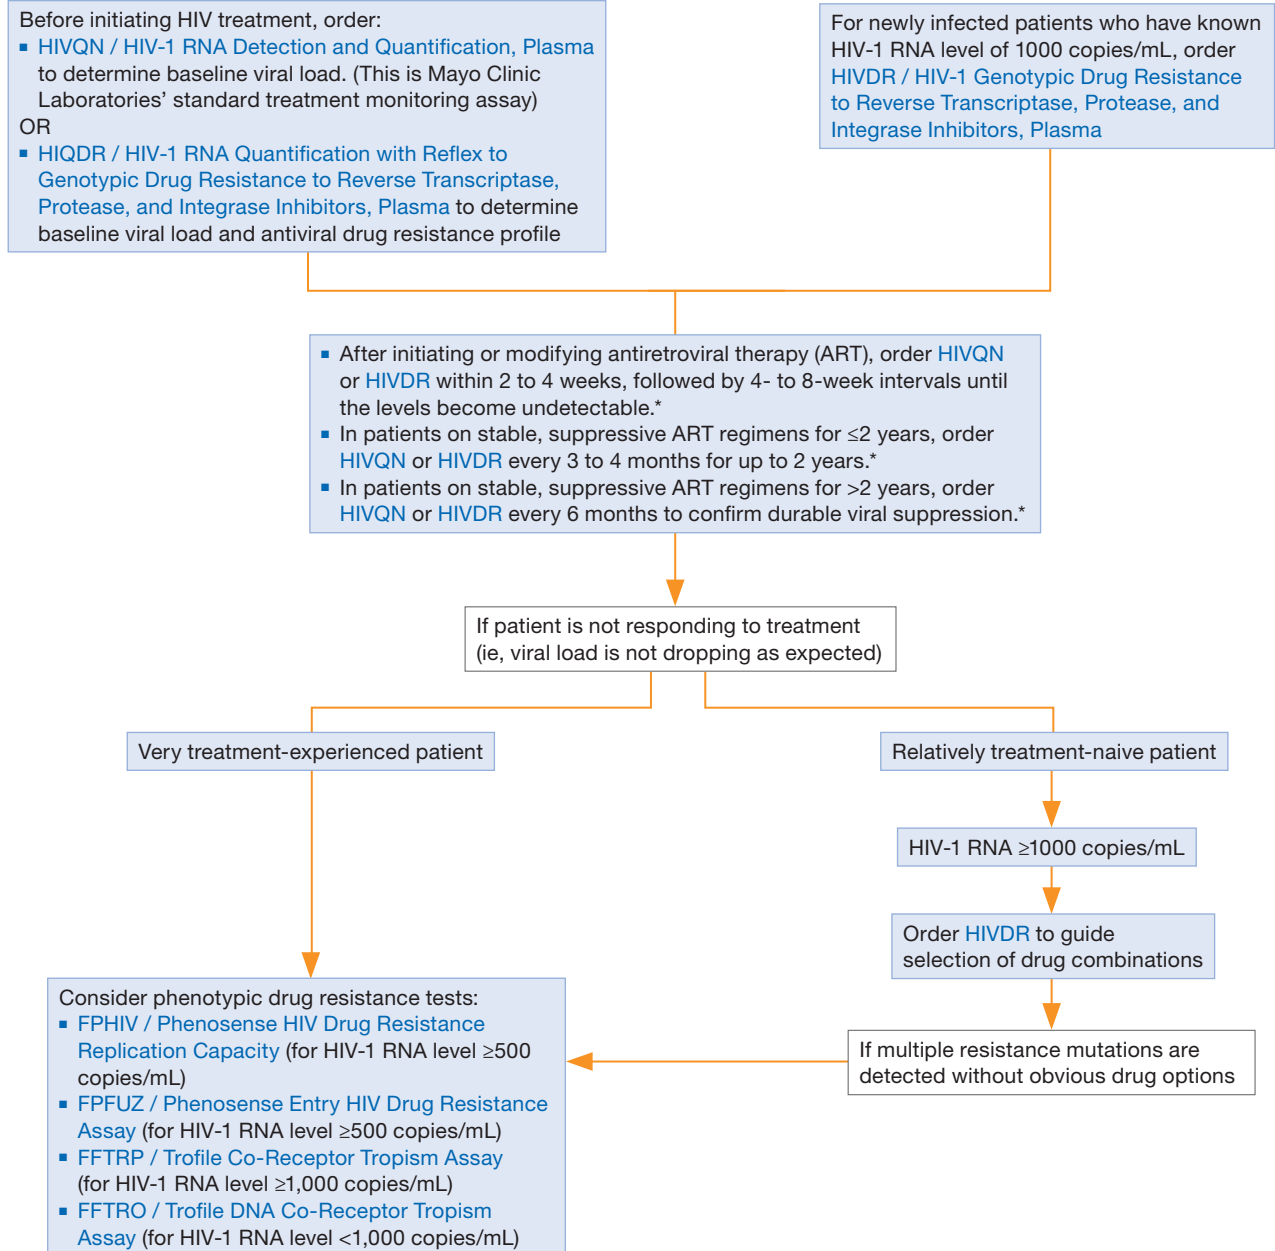 Before initiating HIV treatment, order:
▪ HIVQN / HIV-1 RNA Detection and Quantification, Plasma
to determine baseline viral load. (This is Mayo Clinic
Laboratories’ standard treatment monitoring assay)
OR
▪ HIQDR / HIV-1 RNA Quantification with Reflex to
Genotypic Drug Resistance to Reverse Transcriptase,
Protease, and Integrase Inhibitors, Plasma to determine
baseline viral load and antiviral drug resistance profile
For newly infected patients who have known
HIV-1 RNA level of 1000 copies/mL, order
HIVDR / HIV-1 Genotypic Drug Resistance
to Reverse Transcriptase, Protease, and
Integrase Inhibitors, Plasma
▪ After initiating or modifying antiretroviral therapy (ART), order HIVQN
or HIVDR within 2 to 4 weeks, followed by 4- to 8-week intervals until
the levels become undetectable.*
▪ In patients on stable, suppressive ART regimens for ≤2 years, order
HIVQN or HIVDR every 3 to 4 months for up to 2 years.*
▪ In patients on stable, suppressive ART regimens for >2 years, order
HIVQN or HIVDR every 6 months to confirm durable viral suppression.*
If patient is not responding to treatment
(ie, viral load is not dropping as expected)
Very treatment-experienced patient
Relatively treatment-naive patient
HIV-1 RNA ≥1000 copies/mL
Order HIVDR to guide
selection of drug combinations
If multiple resistance mutations are
detected without obvious drug options
Consider phenotypic drug resistance tests:
▪ FPHIV / Phenosense HIV Drug Resistance
Replication Capacity (for HIV-1 RNA level ≥500
copies/mL)
▪ FPFUZ / Phenosense Entry HIV Drug Resistance
Assay (for HIV-1 RNA level ≥500 copies/mL)
▪ FFTRP / Trofile Co-Receptor Tropism Assay
(for HIV-1 RNA level ≥1,000 copies/mL)
▪ FFTRO / Trofile DNA Co-Receptor Tropism
Assay (for HIV-1 RNA level <1,000 copies/mL)